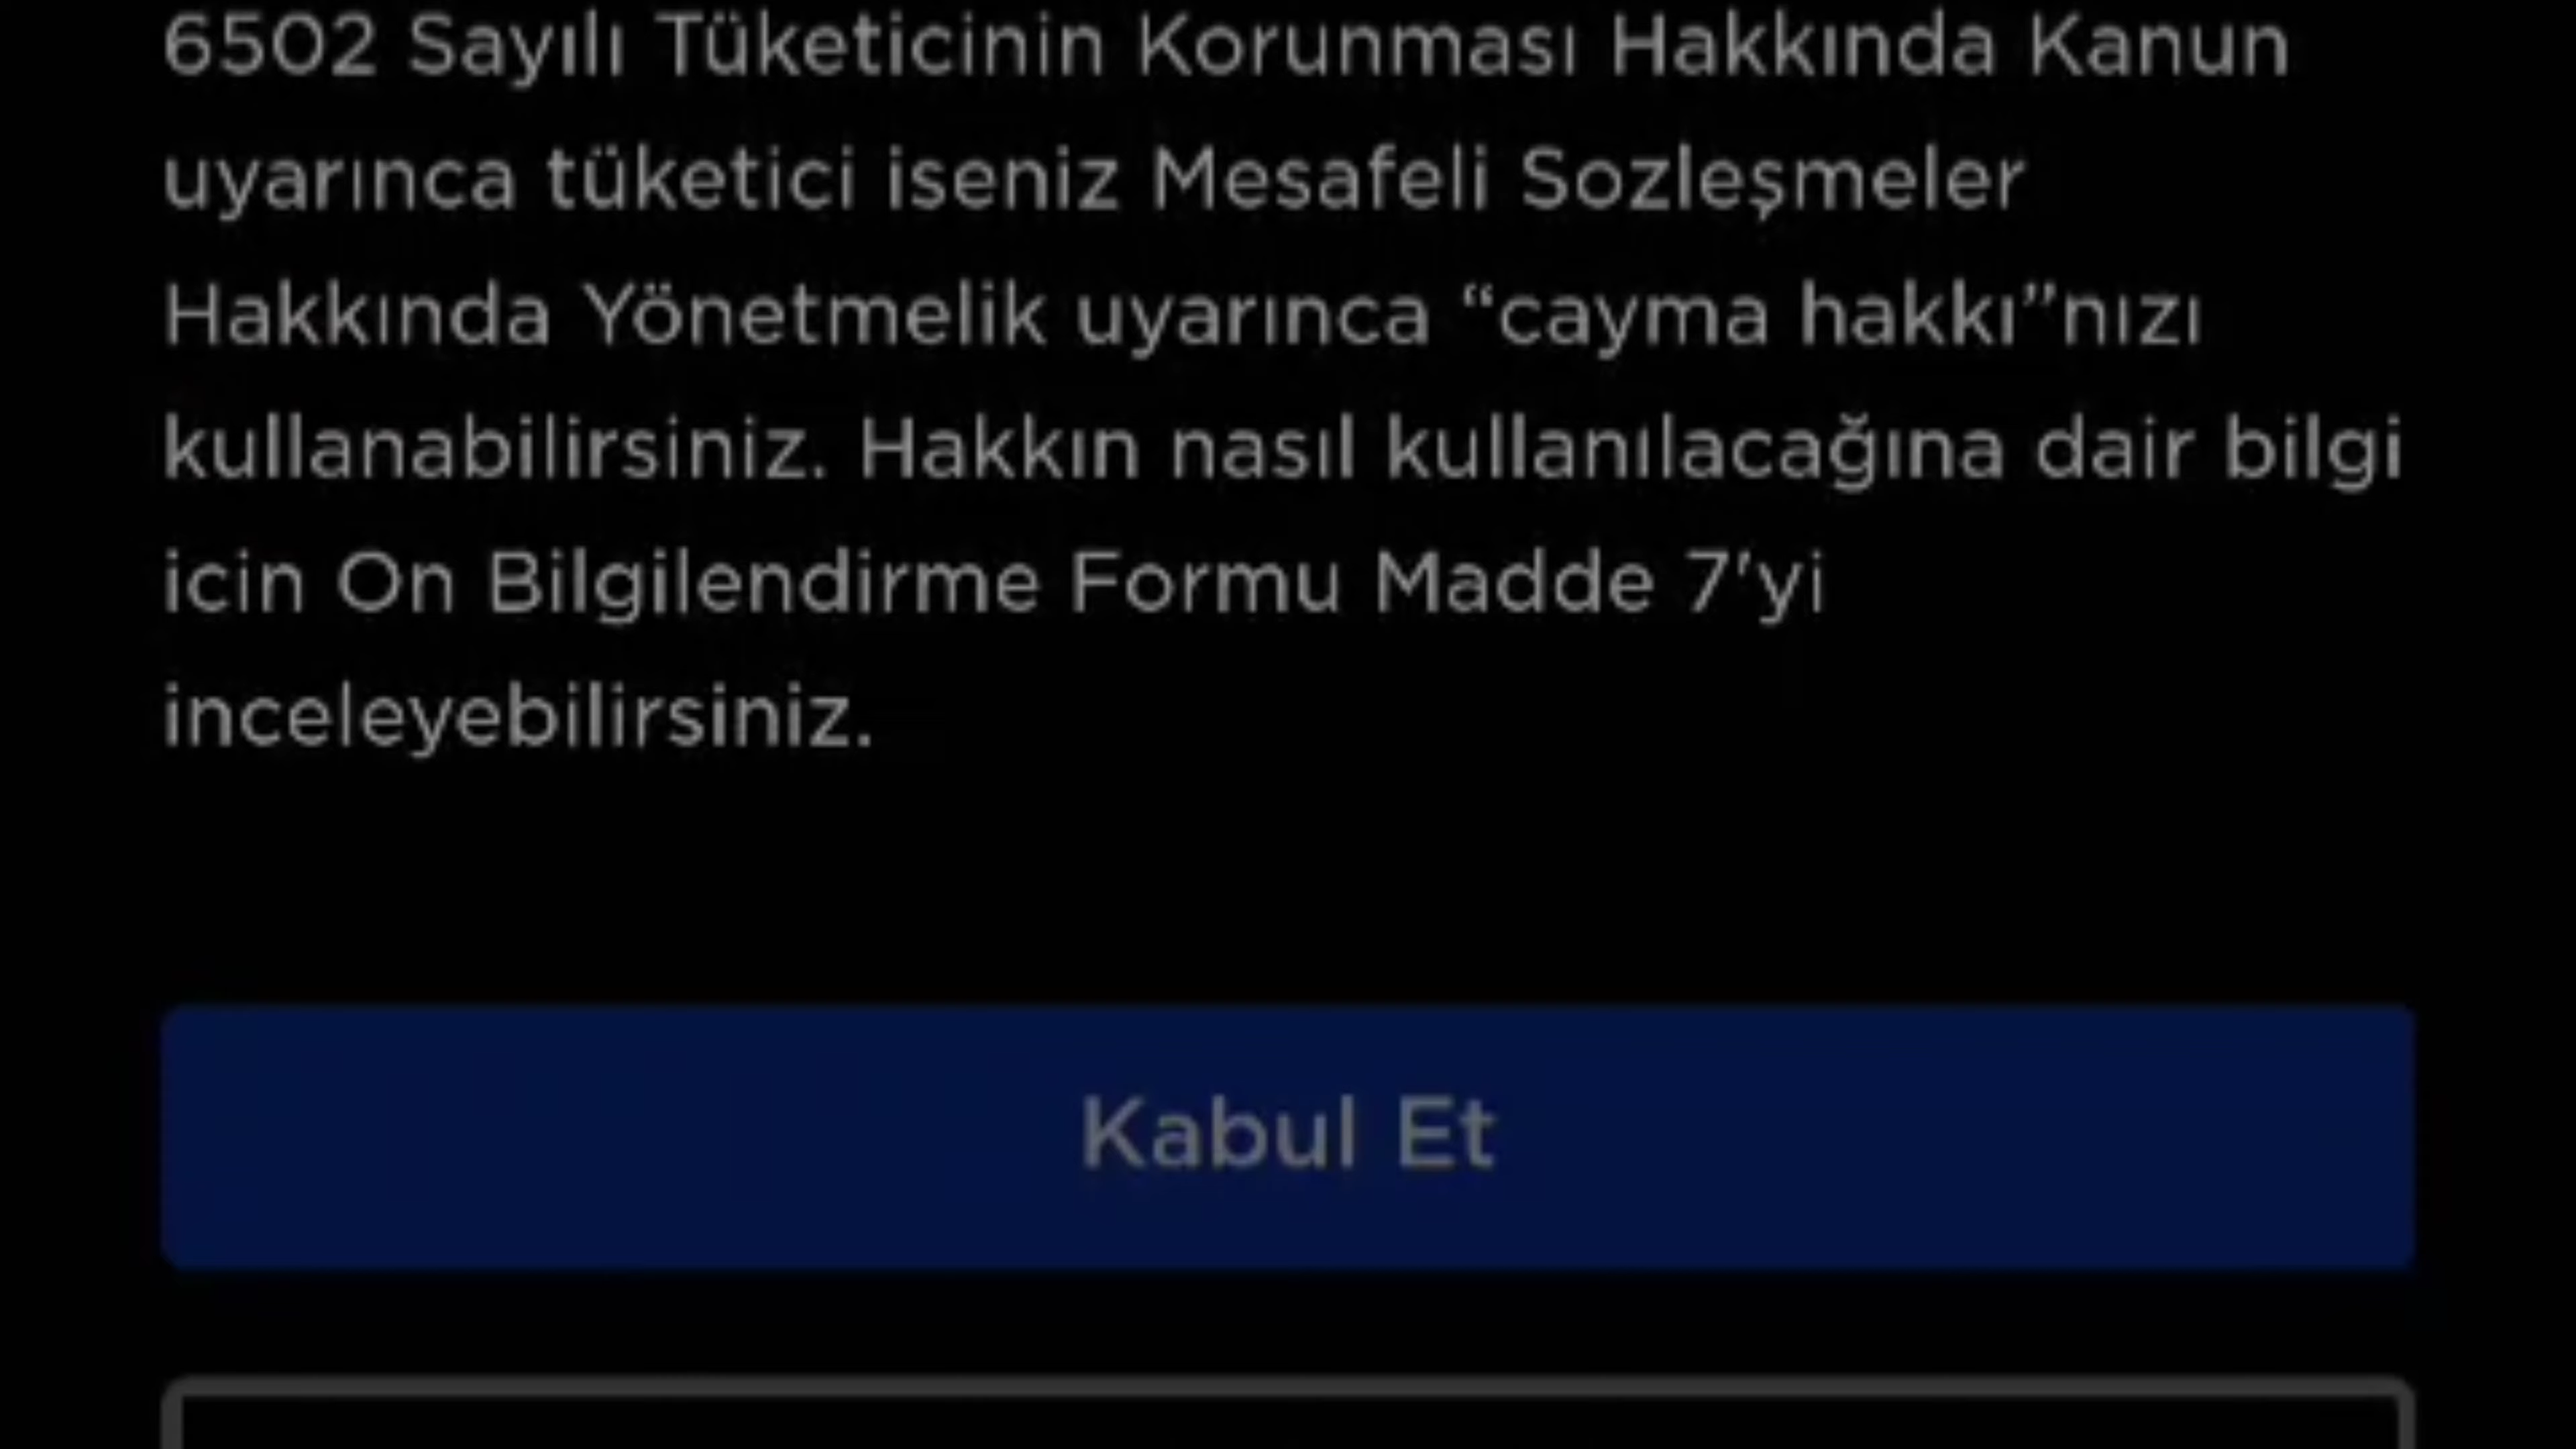 6502 Sayılı Tüketicinin Korunması Hakkında Kanun
uyarınca tüketici iseniz Mesafeli Sozleşmeler
Hakkında Yönetmelik uyarınca “cayma hakkı”nızı
kullanabilirsiniz. Hakkın nasıl kullanılacağına dair bilgi
icin On Bilgilendirme Formu Madde 7'yi
inceleyebilirsiniz.
Kabul Et